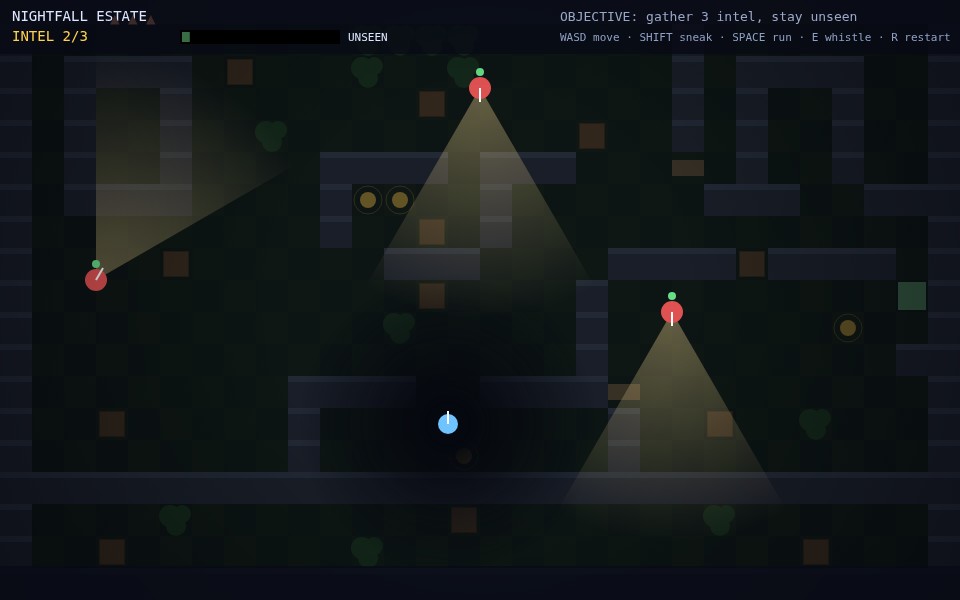 NIGHTFALL ESTATE
INTEL 2/3
UNSEEN
OBJECTIVE: gather 3 intel, stay unseen
WASD move · SHIFT sneak · SPACE run · E whistle · R restart